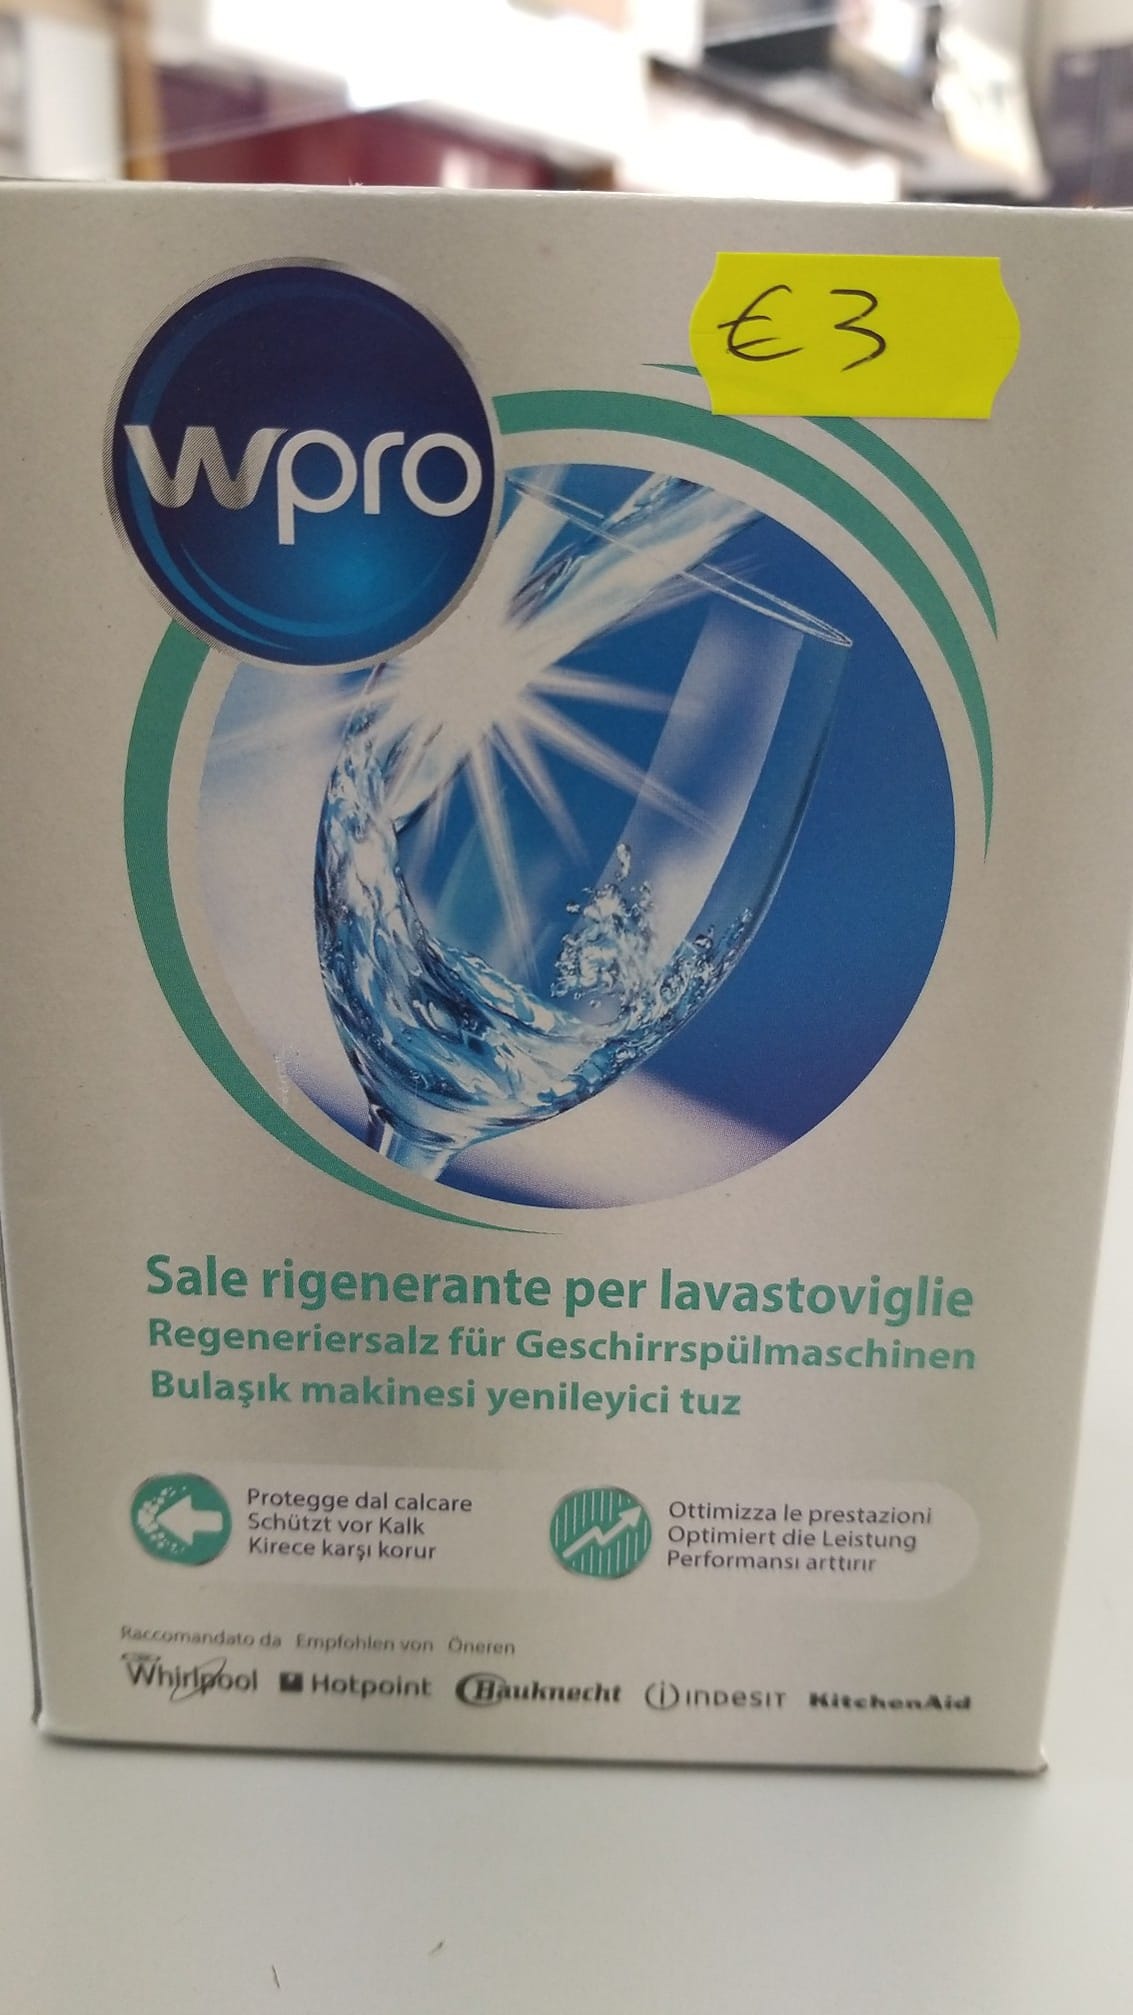 €3
wpro
Sale rigenerante per lavastoviglie
Regeneriersalz für Geschirrspülmaschinen
Bulaşık makinesi yenileyici tuz
Protegge dal calcare
Schützt vor Kalk
Kirece karşı korur
Ottimizza le prestazioni
Optimiert die Leistung
Performansı arttırır
Raccomandato da Empfohlen von Öneren
Whirlpool Hotpoint Bauknecht indesit KitchenAid